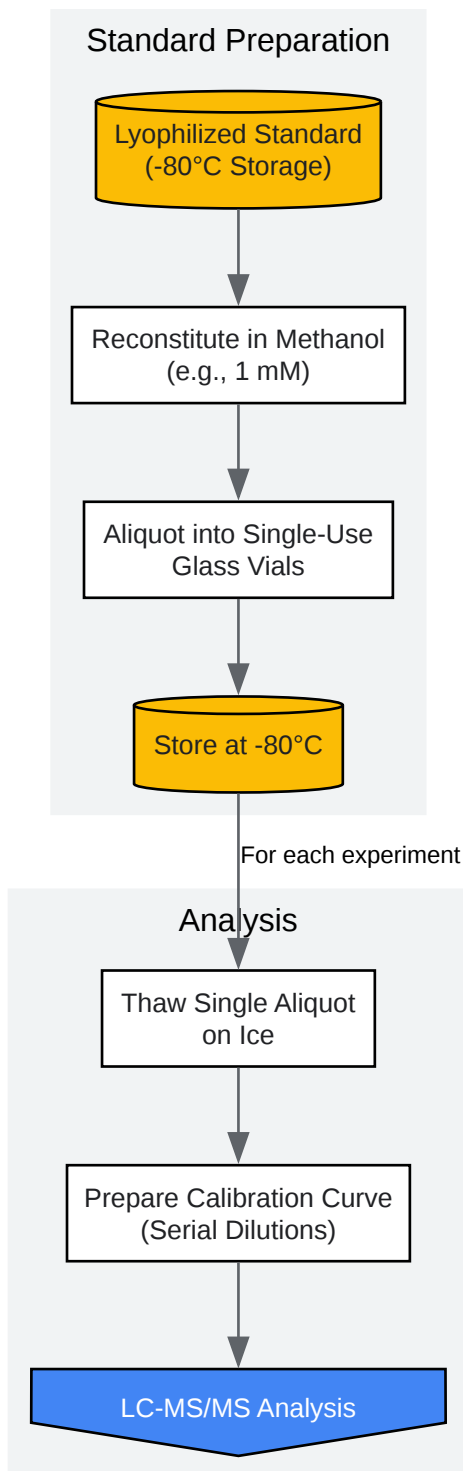 Standard Preparation
Lyophilized Standard
(-80°C Storage)
Reconstitute in Methanol
(e.g., 1 mM)
Aliquot into Single-Use
Glass Vials
Store at -80°C
For each experiment
Analysis
Thaw Single Aliquot
on Ice
Prepare Calibration Curve
(Serial Dilutions)
LC-MS/MS Analysis